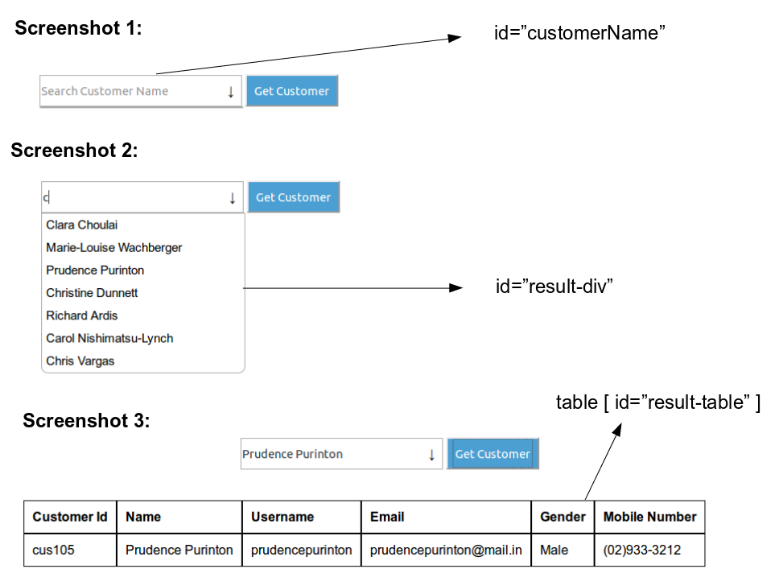 Screenshot 1:
id=”customerName”
Search Customer Name ↓ Get Customer
Screenshot 2:
c ↓ Get Customer
Clara Choulai
Marie-Louise Wachberger
Prudence Purinton
Christine Dunnett
Richard Ardis
Carol Nishimatsu-Lynch
Chris Vargas
id=”result-div”
table [ id=”result-table” ]
Screenshot 3:
Prudence Purinton ↓ Get Customer
Customer Id Name Username Email Gender Mobile Number
cus105 Prudence Purinton prudencepurinton prudencepurinton@mail.in Male (02)933-3212